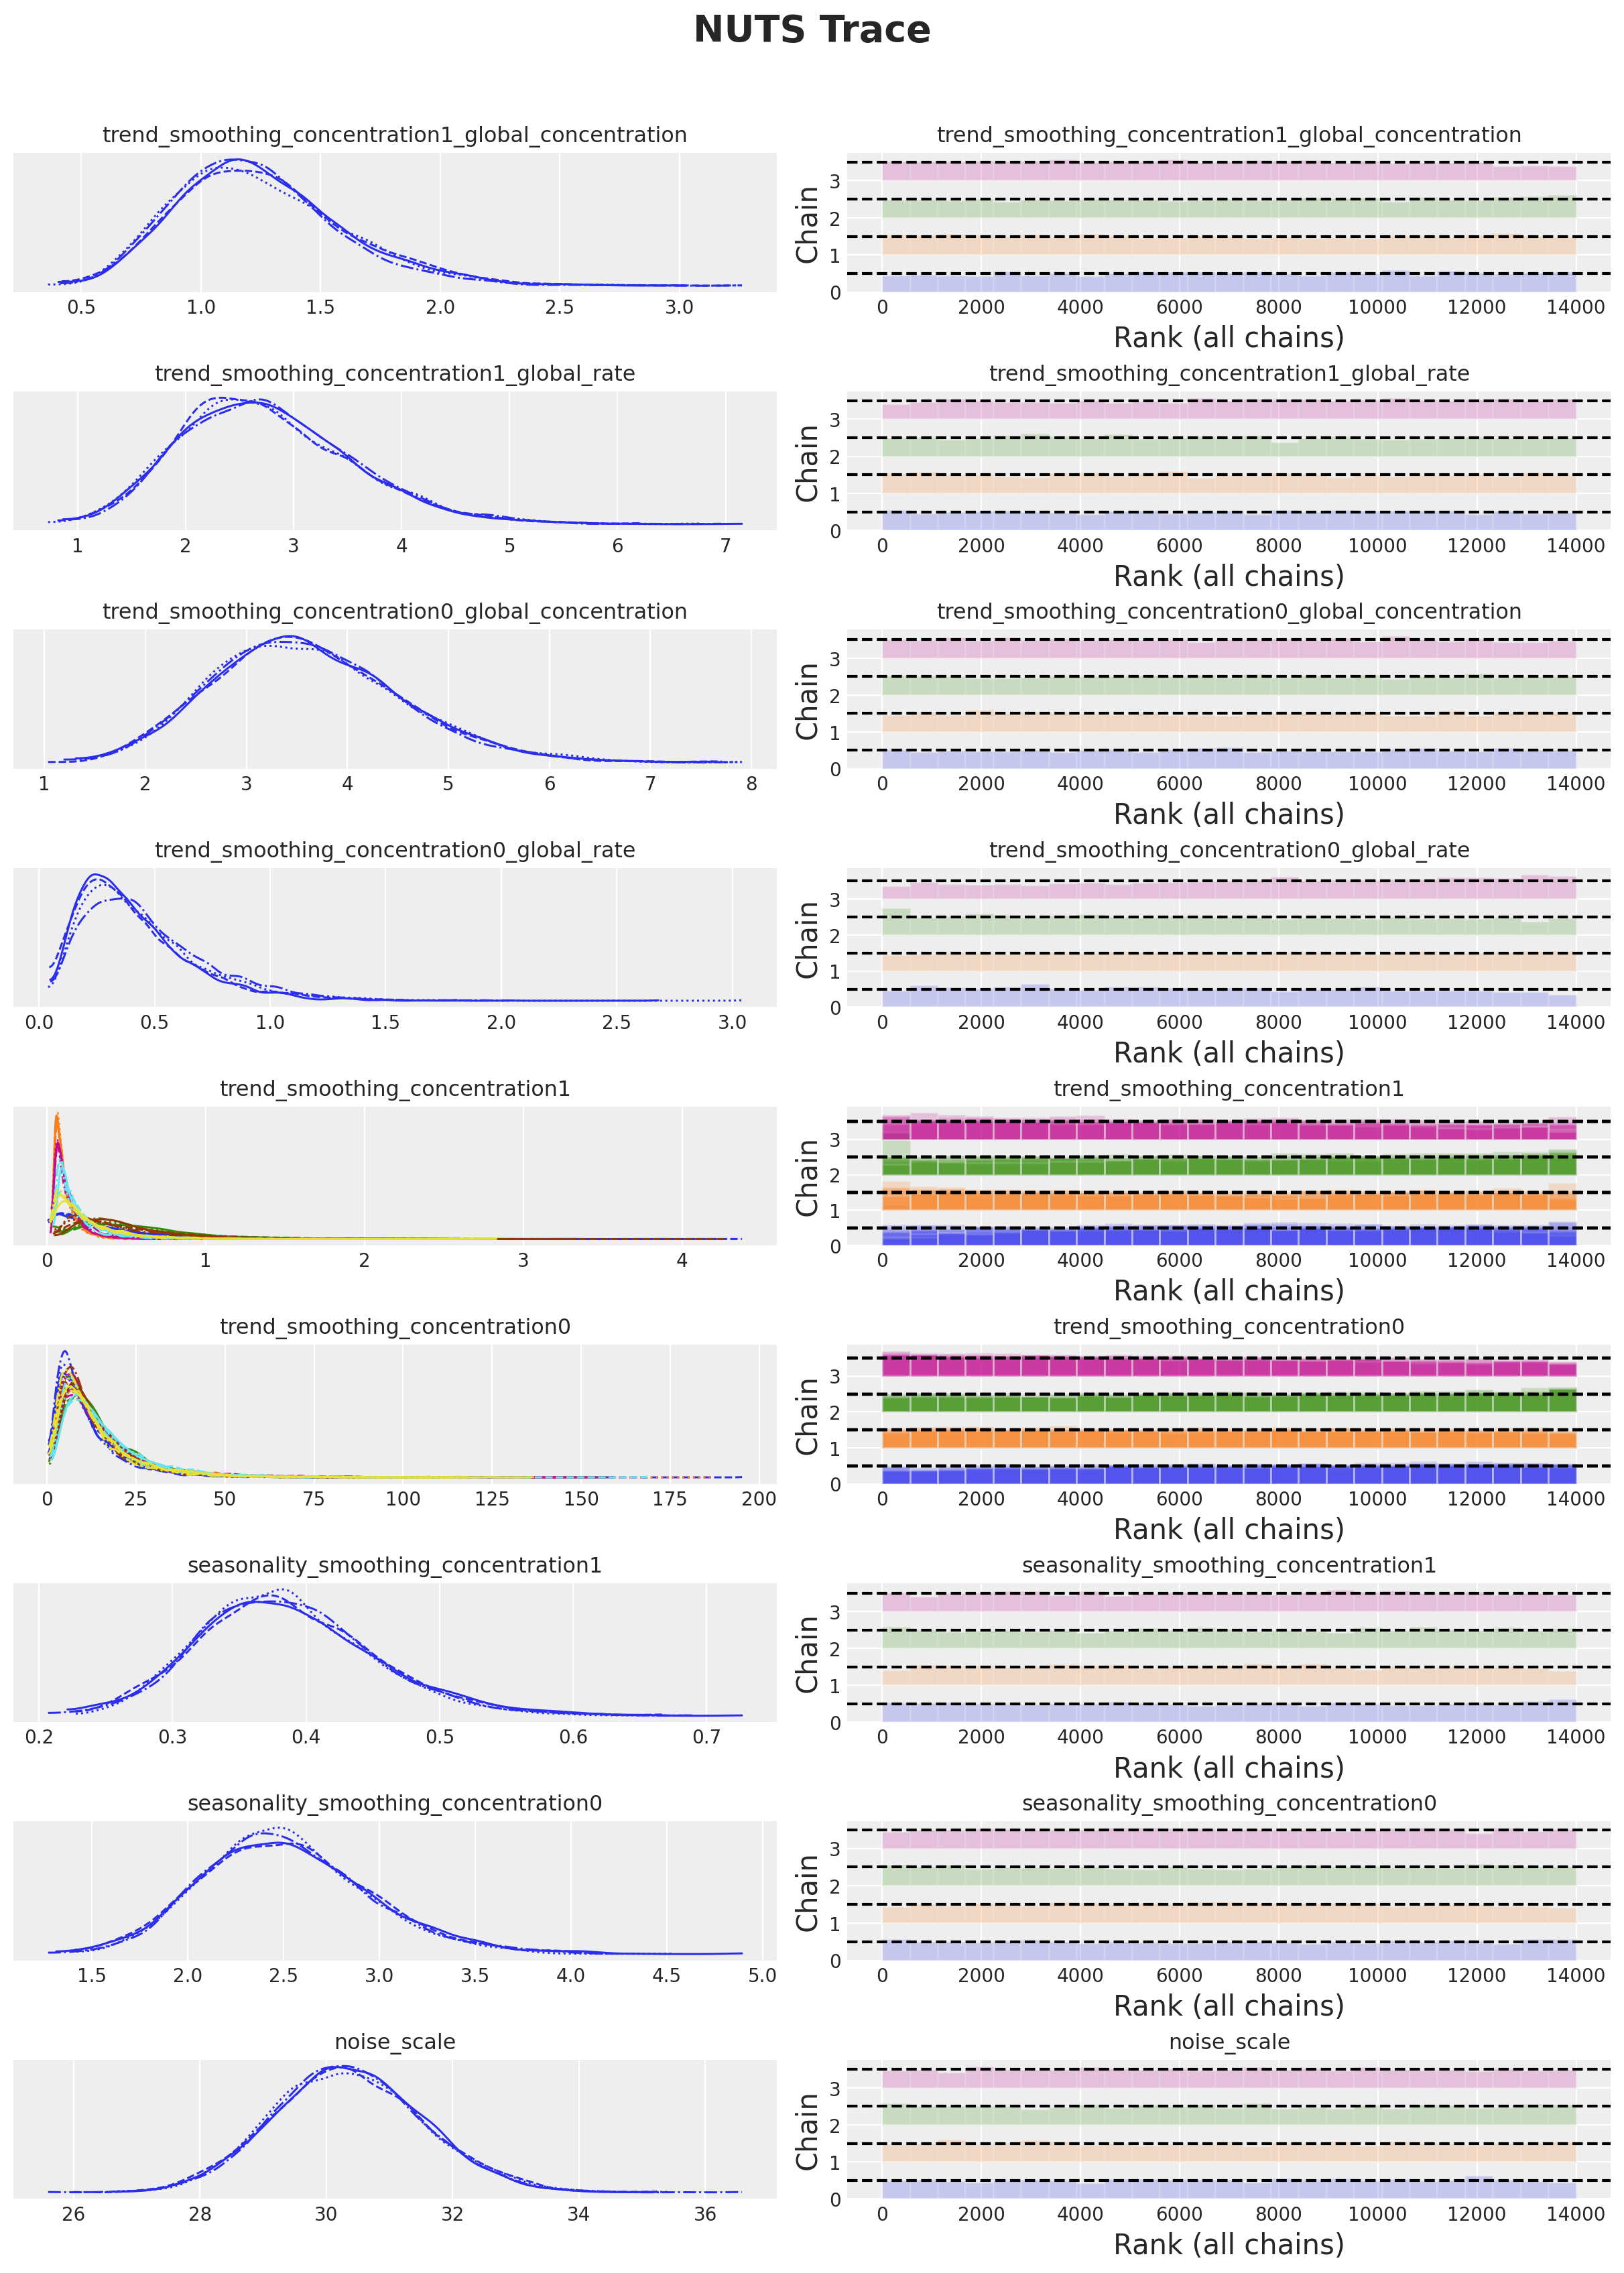 NUTS Trace
trend_smoothing_concentration1_global_concentration
0.5 1.0 1.5 2.0 2.5 3.0
trend_smoothing_concentration1_global_concentration
Chain
3
2
1
0
0 2000 4000 6000 8000 10000 12000 14000
Rank (all chains)
trend_smoothing_concentration1_global_rate
1 2 3 4 5 6 7
trend_smoothing_concentration1_global_rate
Chain
3
2
1
0
0 2000 4000 6000 8000 10000 12000 14000
Rank (all chains)
trend_smoothing_concentration0_global_concentration
1 2 3 4 5 6 7 8
trend_smoothing_concentration0_global_concentration
Chain
3
2
1
0
0 2000 4000 6000 8000 10000 12000 14000
Rank (all chains)
trend_smoothing_concentration0_global_rate
0.0 0.5 1.0 1.5 2.0 2.5 3.0
trend_smoothing_concentration0_global_rate
Chain
3
2
1
0
0 2000 4000 6000 8000 10000 12000 14000
Rank (all chains)
trend_smoothing_concentration1
0 1 2 3 4
trend_smoothing_concentration1
Chain
3
2
1
0
0 2000 4000 6000 8000 10000 12000 14000
Rank (all chains)
trend_smoothing_concentration0
0 25 50 75 100 125 150 175 200
trend_smoothing_concentration0
Chain
3
2
1
0
0 2000 4000 6000 8000 10000 12000 14000
Rank (all chains)
seasonality_smoothing_concentration1
0.2 0.3 0.4 0.5 0.6 0.7
seasonality_smoothing_concentration1
Chain
3
2
1
0
0 2000 4000 6000 8000 10000 12000 14000
Rank (all chains)
seasonality_smoothing_concentration0
1.5 2.0 2.5 3.0 3.5 4.0 4.5 5.0
seasonality_smoothing_concentration0
Chain
3
2
1
0
0 2000 4000 6000 8000 10000 12000 14000
Rank (all chains)
noise_scale
26 28 30 32 34 36
noise_scale
Chain
3
2
1
0
0 2000 4000 6000 8000 10000 12000 14000
Rank (all chains)